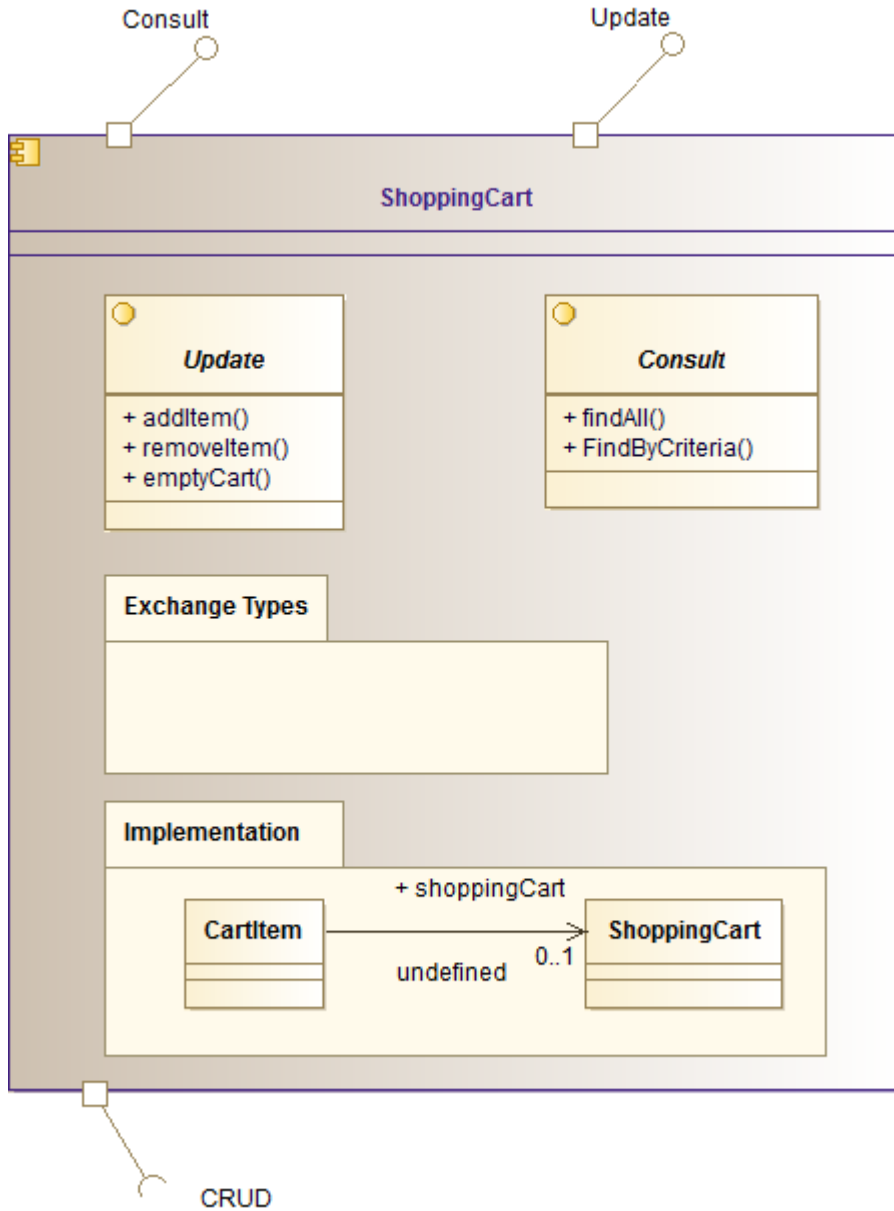 Consult
Update
ShoppingCart
Update
+ addItem()
+ removeItem()
+ emptyCart()
Consult
+ findAll()
+ FindByCriteria()
Exchange Types
Implementation
+ shoppingCart
CartItem
ShoppingCart
0..1
undefined
CRUD